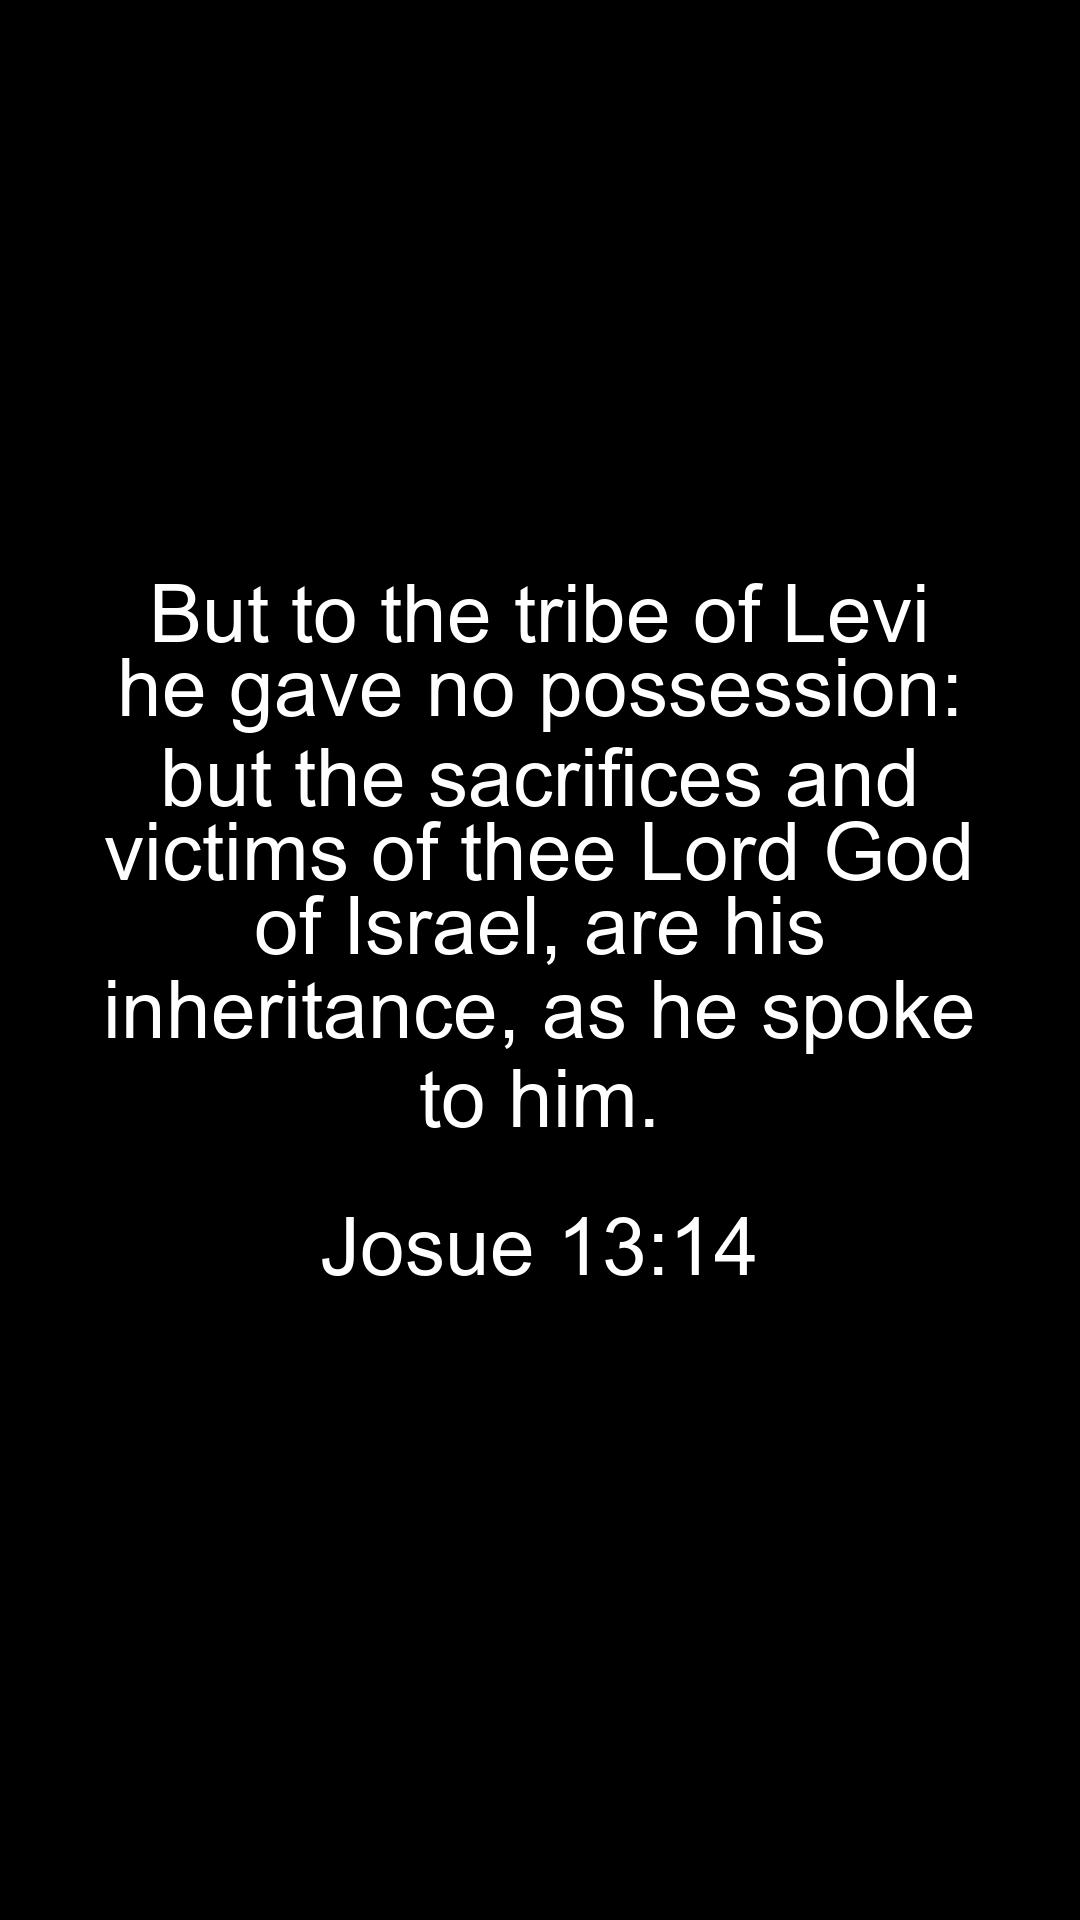 But to the tribe of Levi
he gave no possession:
but the sacrifices and
victims of thee Lord God
of Israel, are his
inheritance, as he spoke
to him.
Josue 13:14